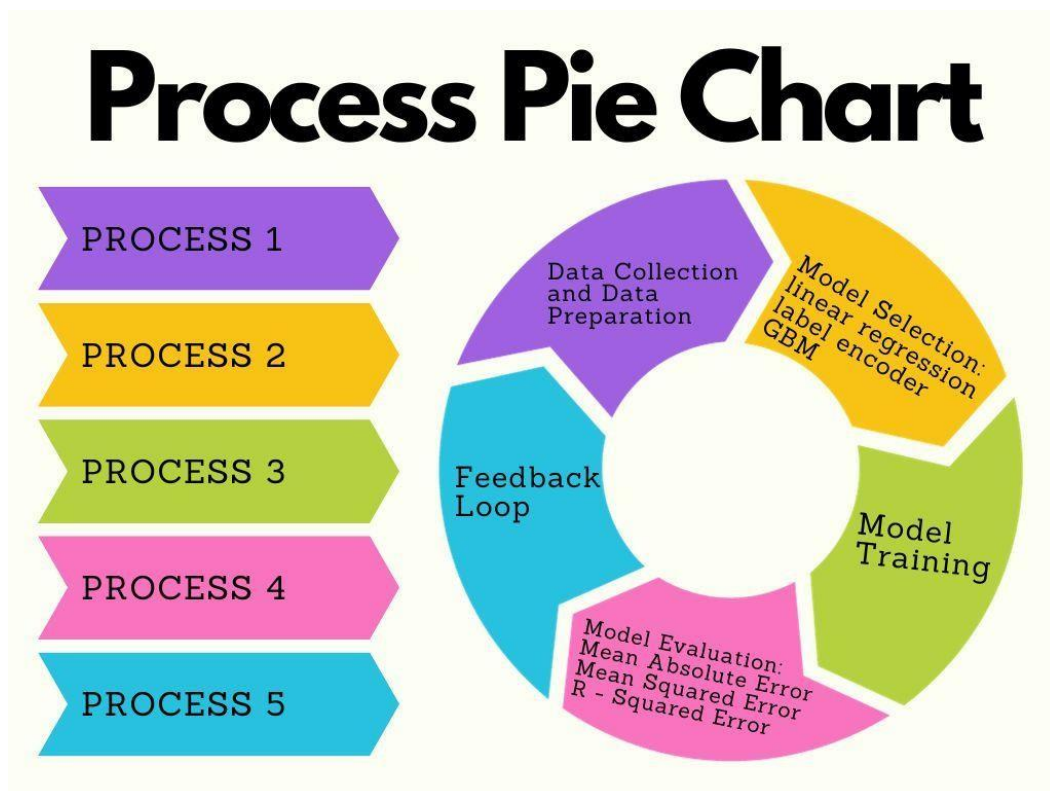 Process Pie Chart
PROCESS 1
PROCESS 2
PROCESS 3
PROCESS 4
PROCESS 5
Data Collection
and Data
Preparation
Model Selection:
linear regression
label encoder
GBM
Model
Training
Model Evaluation:
Mean Absolute Error
Mean Squared Error
R - Squared Error
Feedback
Loop